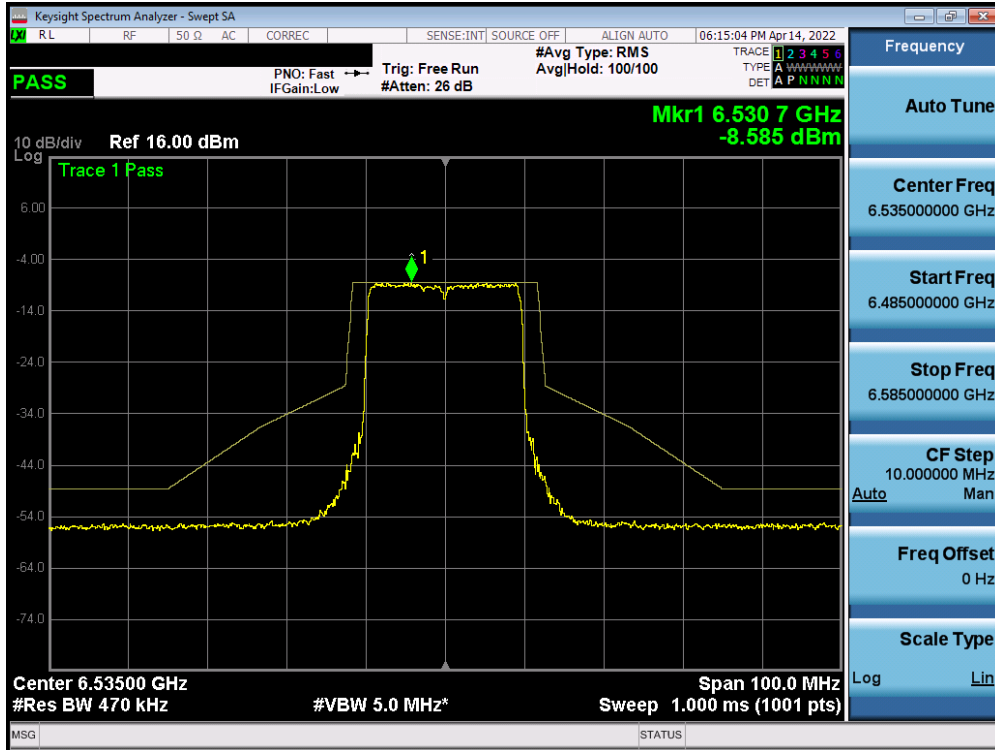 Keysight Spectrum Analyzer - Swept SA
LXI RL RF 50 Ω AC CORREC SENSE:INT SOURCE OFF ALIGN AUTO 06:15:04 PM Apr 14, 2022
PASS
PNO: Fast
IFGain:Low
Trig: Free Run
#Atten: 26 dB
#Avg Type: RMS
Avg|Hold: 100/100
TRACE 1 2 3 4 5 6
TYPE A W W W W W
DET A P N N N N
Mkr1 6.530 7 GHz
-8.585 dBm
10 dB/div Ref 16.00 dBm
Log
Trace 1 Pass
6.00
-4.00
1
-14.0
-24.0
-34.0
-44.0
-54.0
-64.0
-74.0
Center 6.53500 GHz Span 100.0 MHz
#Res BW 470 kHz #VBW 5.0 MHz* Sweep 1.000 ms (1001 pts)
MSG STATUS
Frequency
Auto Tune
Center Freq
6.535000000 GHz
Start Freq
6.485000000 GHz
Stop Freq
6.585000000 GHz
CF Step
10.000000 MHz
Auto Man
Freq Offset
0 Hz
Scale Type
Log Lin